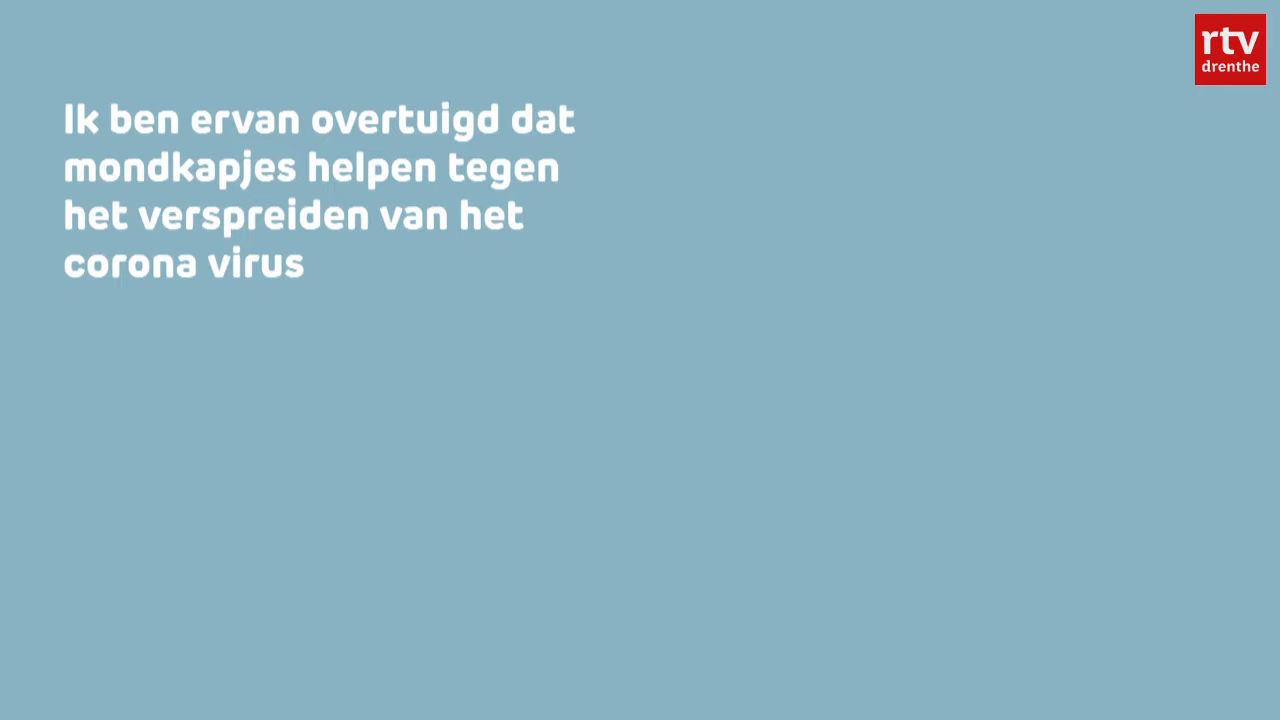 rtv
drenthe
Ik ben ervan overtuigd dat
mondkapjes helpen tegen
het verspreiden van het
corona virus